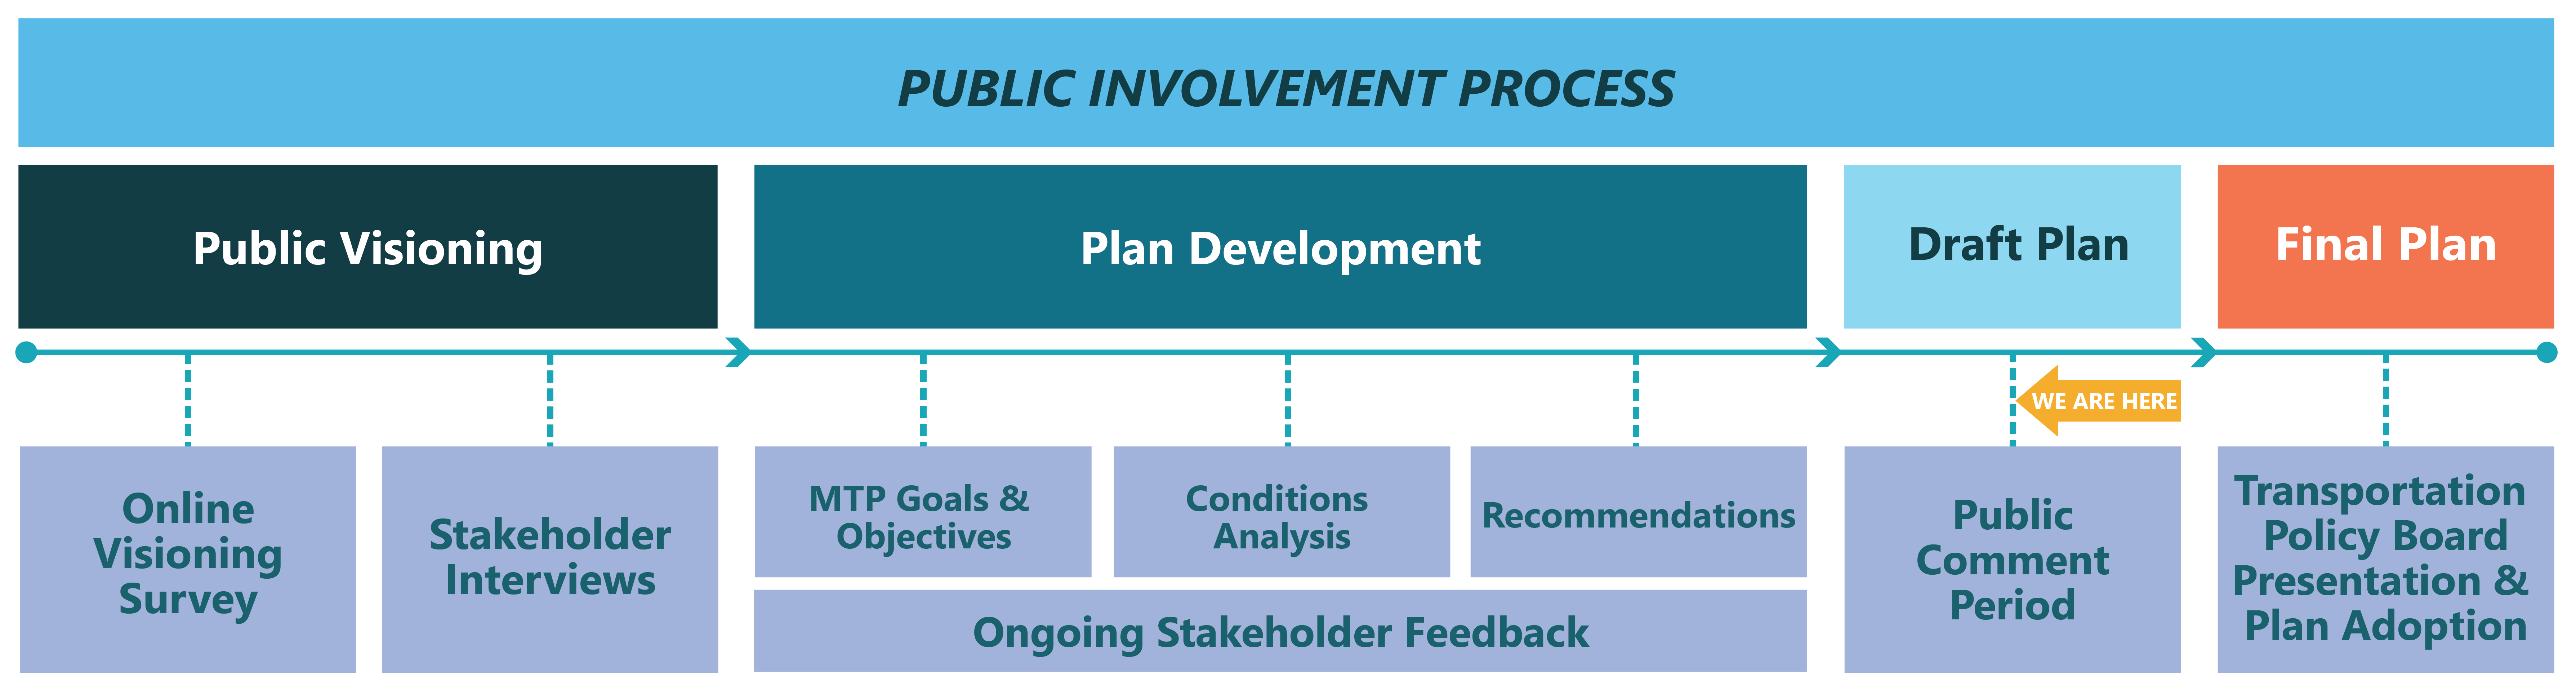 PUBLIC INVOLVEMENT PROCESS
Public Visioning
Plan Development
Draft Plan
Final Plan
WE ARE HERE
Online
Visioning
Survey
Stakeholder
Interviews
MTP Goals &
Objectives
Conditions
Analysis
Recommendations
Ongoing Stakeholder Feedback
Public
Comment
Period
Transportation
Policy Board
Presentation &
Plan Adoption